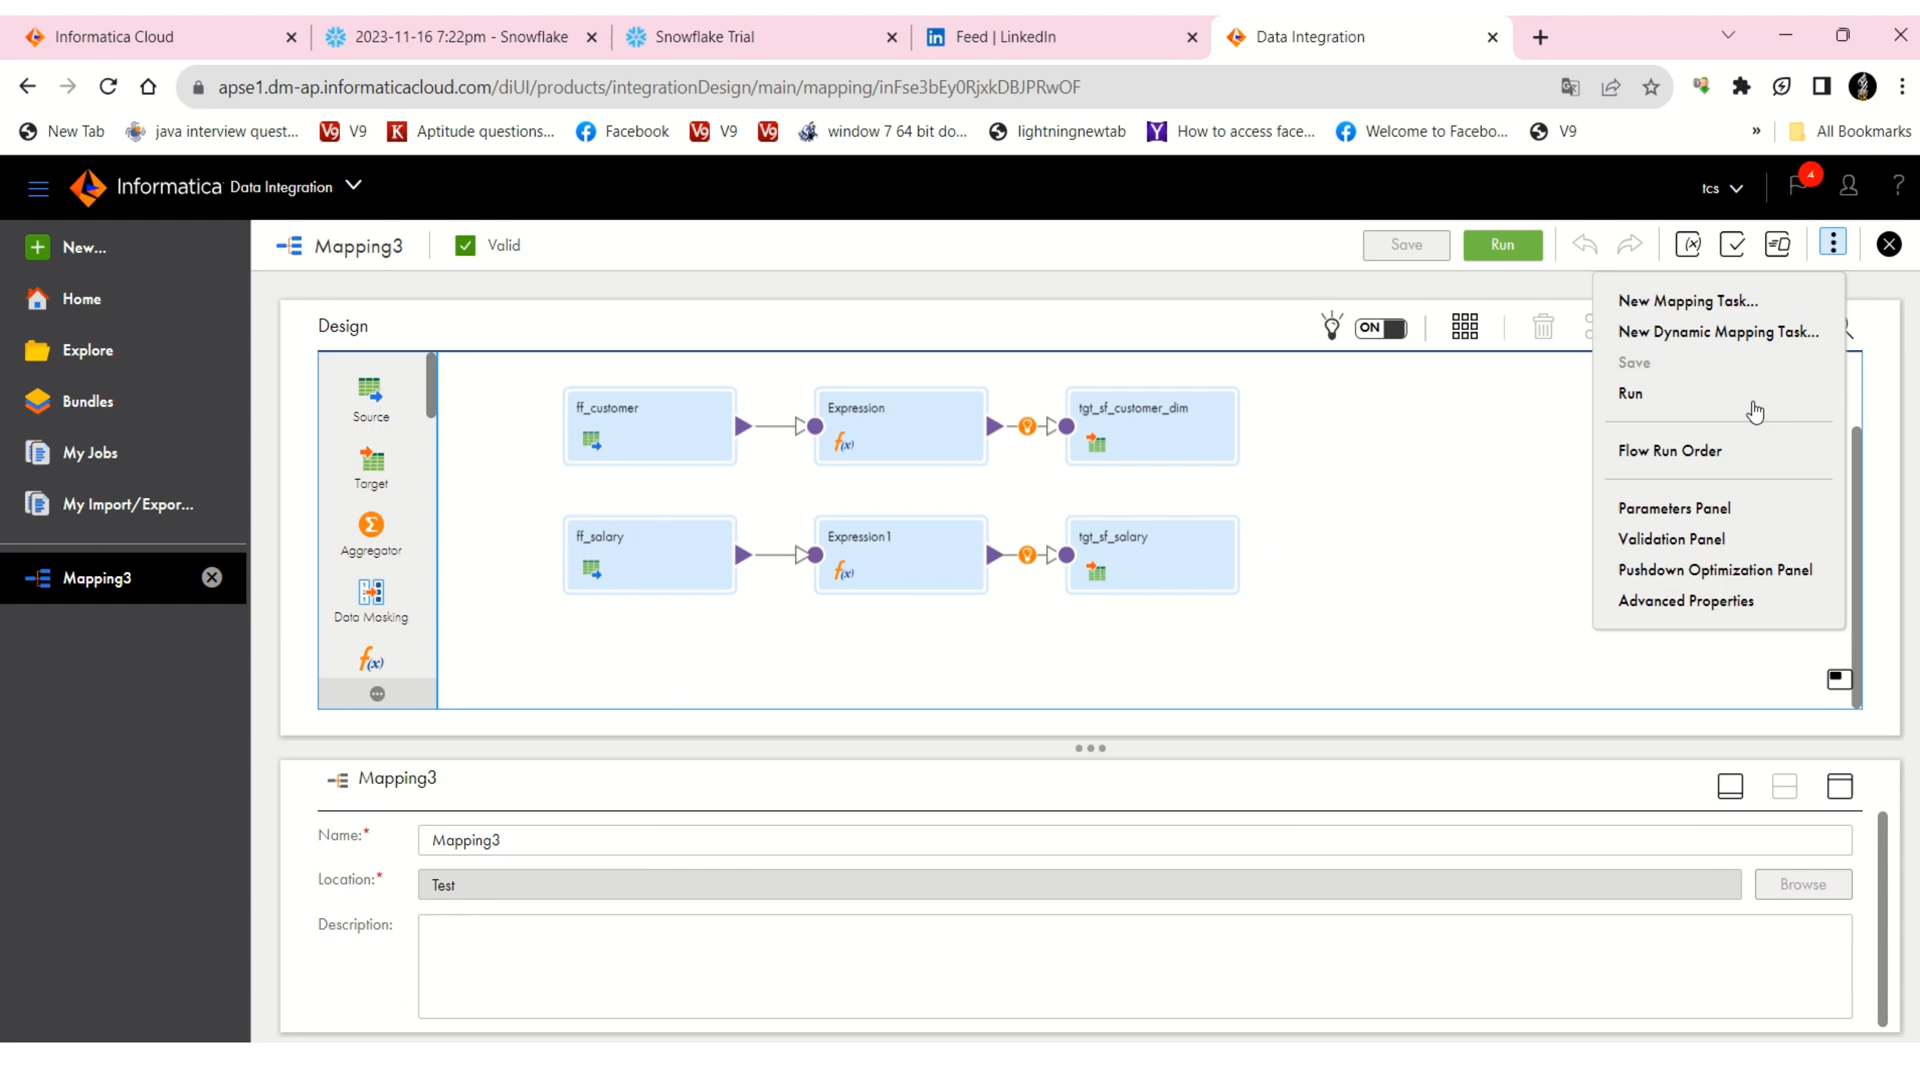 Informatica Cloud
2023-11-16 7:22pm - Snowflake
Snowflake Trial
Feed | LinkedIn
Data Integration
apse1.dm-ap.informaticacloud.com/diUI/products/integrationDesign/main/mapping/inFse3bEy0RjxkDBJPRwOF
New Tab
java interview quest...
V9
Aptitude questions...
Facebook
V9
window 7 64 bit do...
lightningnewtab
How to access face...
Welcome to Facebo...
V9
»
All Bookmarks
Informatica Data Integration
tcs
4
?
New...
Home
Explore
Bundles
My Jobs
My Import/Expor...
Mapping3
Mapping3
Valid
Save
Run
Design
ON
Source
Target
Aggregator
Data Masking
f(x)
ff_customer
Expression
f(x)
tgt_sf_customer_dim
ff_salary
Expression1
f(x)
tgt_sf_salary
New Mapping Task...
New Dynamic Mapping Task...
Save
Run
Flow Run Order
Parameters Panel
Validation Panel
Pushdown Optimization Panel
Advanced Properties
Mapping3
Name:*
Mapping3
Location:*
Test
Browse
Description: